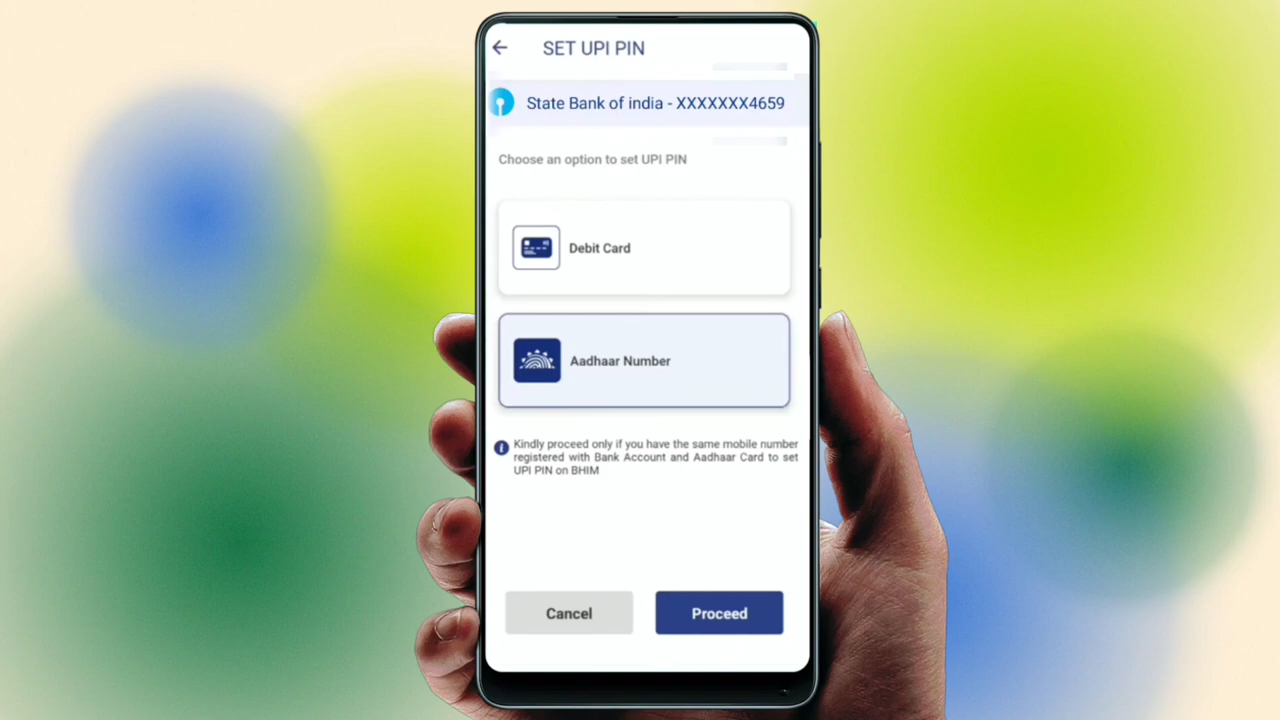 SET UPI PIN
State Bank of india - XXXXXXX4659
Choose an option to set UPI PIN
Debit Card
Aadhaar Number
Kindly proceed only if you have the same mobile number
registered with Bank Account and Aadhaar Card to set
UPI PIN on BHIM
Cancel
Proceed